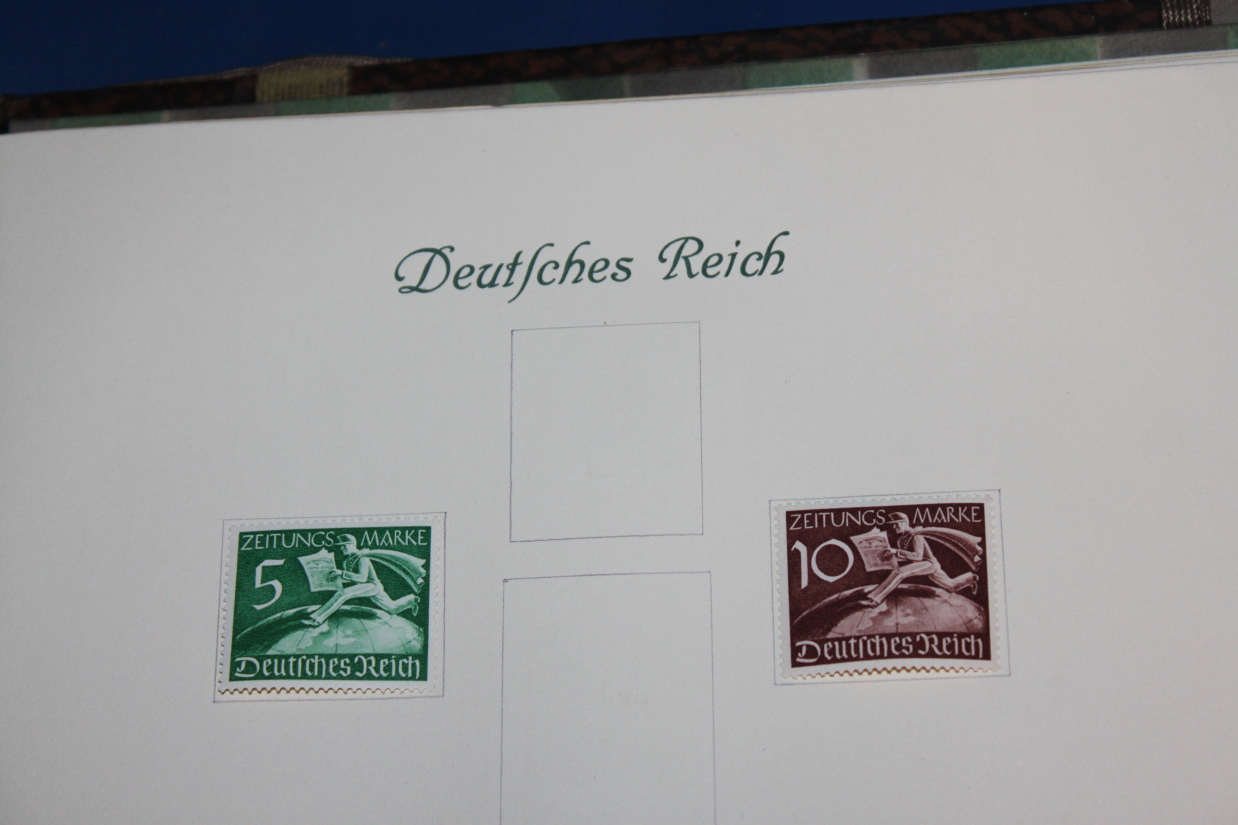 Deutſches Reich
ZEITUNGS MARKE
5
Deutſches Reich
ZEITUNGS MARKE
10
Deutſches Reich